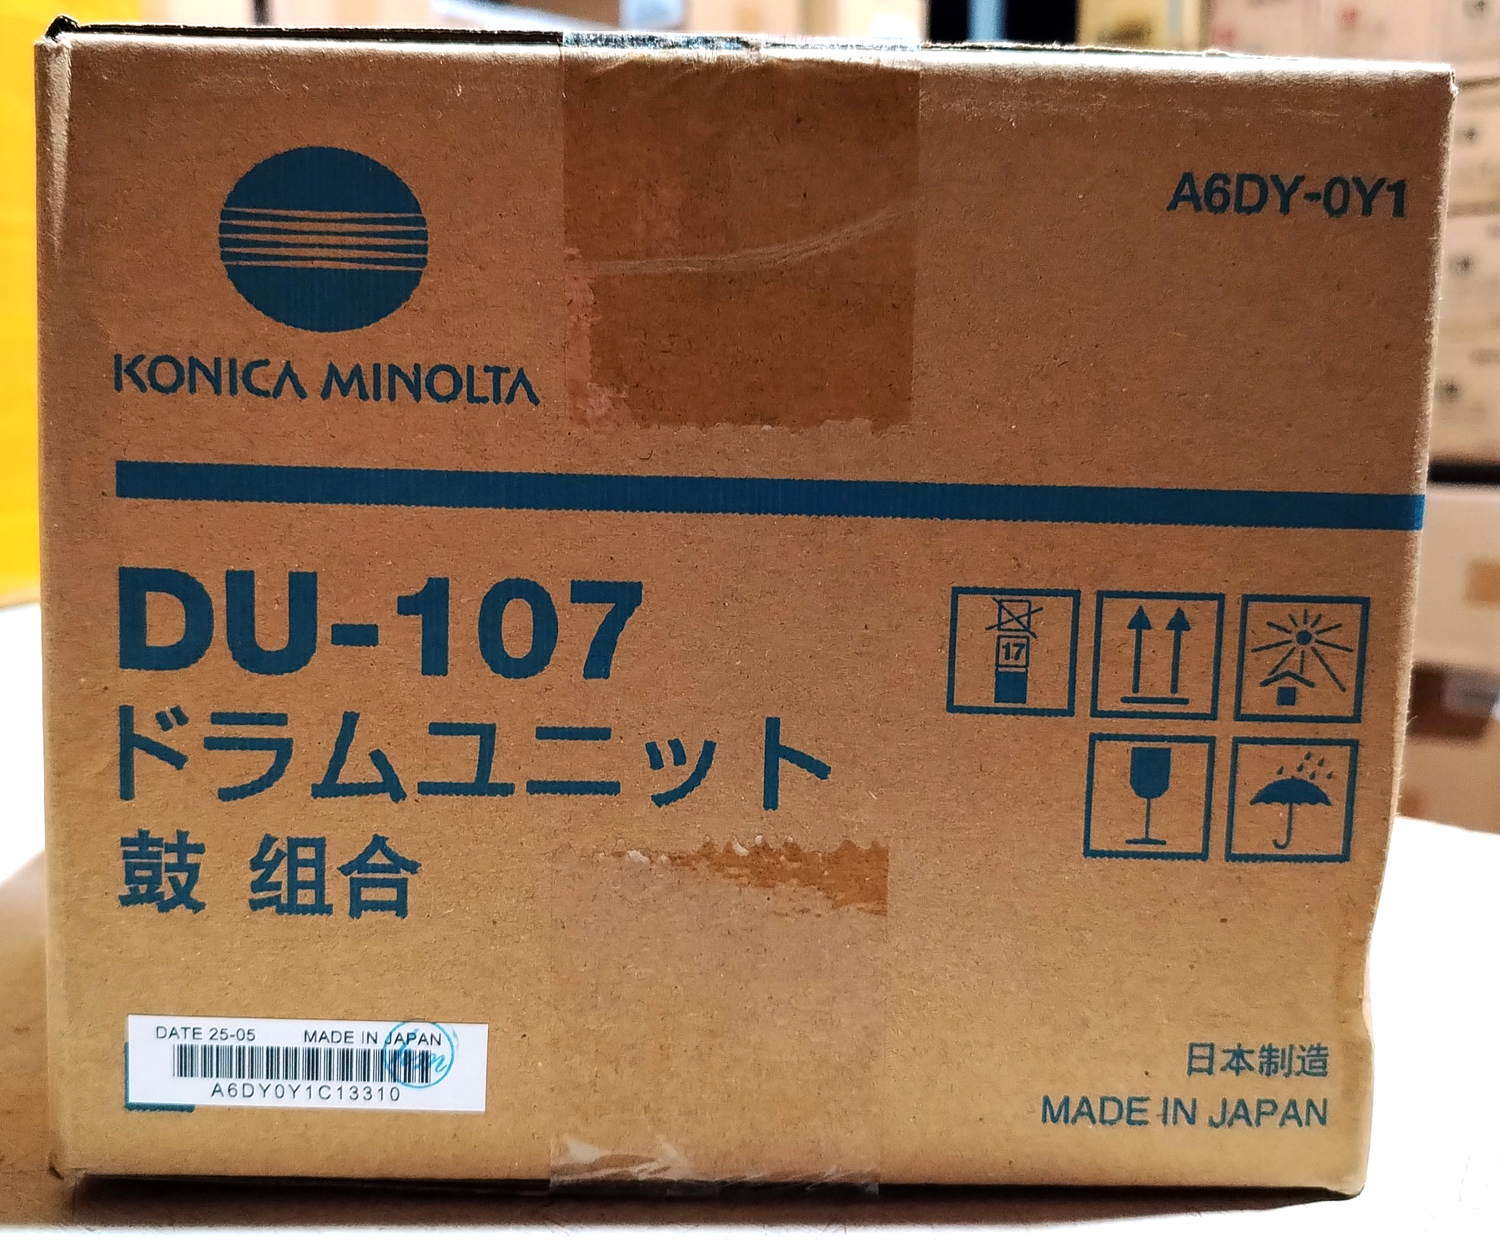 A6DY-0Y1
KONICA MINOLTA
DU-107
ドラムユニット
鼓 组合
17
DATE 25-05 MADE IN JAPAN
A6DY0Y1C13310
日本制造
MADE IN JAPAN